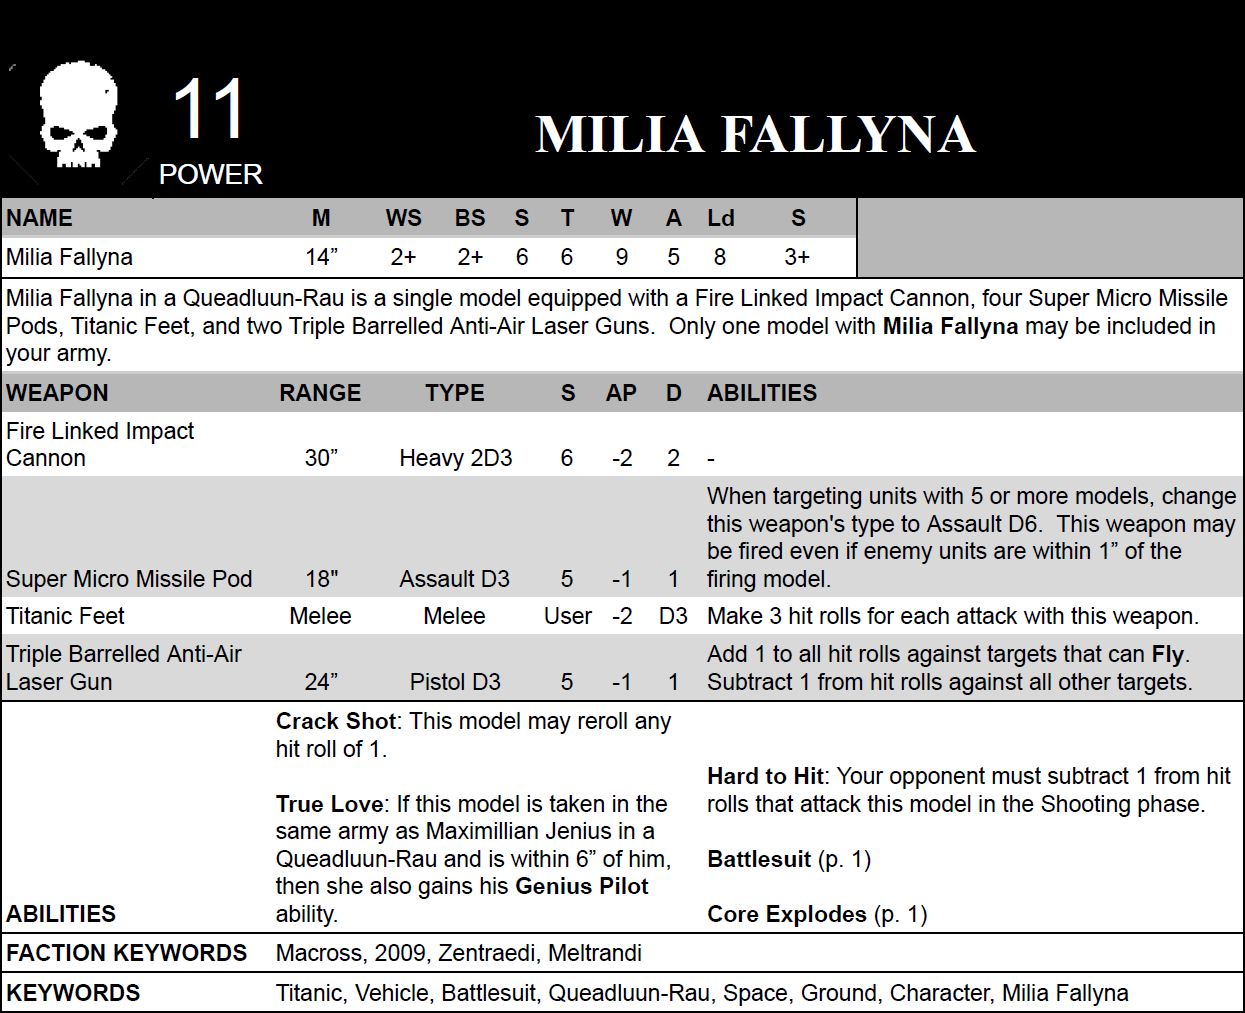 11
POWER
MILIA FALLYNA
NAME M WS BS S T W A Ld S
Milia Fallyna 14” 2+ 2+ 6 6 9 5 8 3+
Milia Fallyna in a Queadluun-Rau is a single model equipped with a Fire Linked Impact Cannon, four Super Micro Missile
Pods, Titanic Feet, and two Triple Barrelled Anti-Air Laser Guns.  Only one model with Milia Fallyna may be included in
your army.
WEAPON RANGE TYPE S AP D ABILITIES
Fire Linked Impact
Cannon 30” Heavy 2D3 6 -2 2 -
When targeting units with 5 or more models, change
this weapon's type to Assault D6.  This weapon may
be fired even if enemy units are within 1” of the
Super Micro Missile Pod 18" Assault D3 5 -1 1 firing model.
Titanic Feet Melee Melee User -2 D3 Make 3 hit rolls for each attack with this weapon.
Triple Barrelled Anti-Air Add 1 to all hit rolls against targets that can Fly.
Laser Gun 24” Pistol D3 5 -1 1 Subtract 1 from hit rolls against all other targets.
Crack Shot: This model may reroll any
hit roll of 1.
True Love: If this model is taken in the
same army as Maximillian Jenius in a
Queadluun-Rau and is within 6” of him,
then she also gains his Genius Pilot
ability.
Hard to Hit: Your opponent must subtract 1 from hit
rolls that attack this model in the Shooting phase.
Battlesuit (p. 1)
Core Explodes (p. 1)
ABILITIES
FACTION KEYWORDS Macross, 2009, Zentraedi, Meltrandi
KEYWORDS Titanic, Vehicle, Battlesuit, Queadluun-Rau, Space, Ground, Character, Milia Fallyna